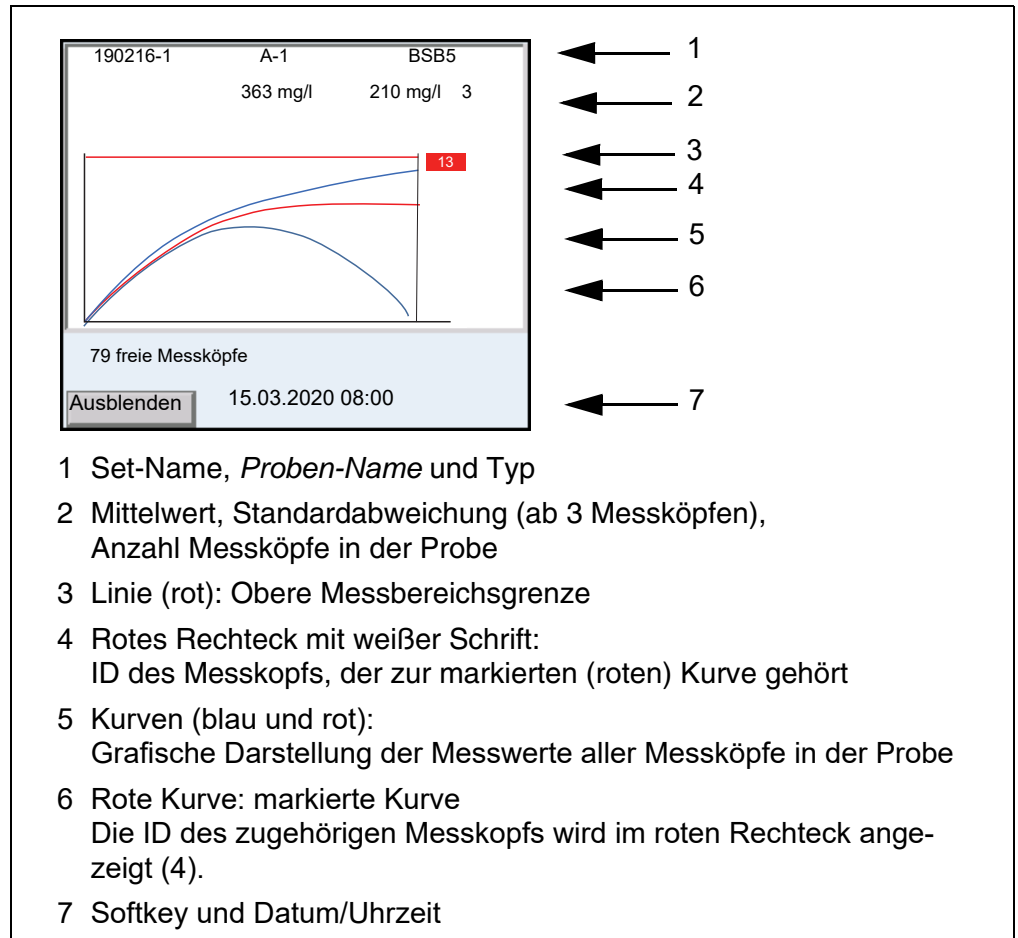 190216-1 A-1 BSB5 1
363 mg/l 210 mg/l 3 2
13 3
4
5
6
79 freie Messköpfe
Ausblenden 15.03.2020 08:00 7
1 Set-Name, Proben-Name und Typ
2 Mittelwert, Standardabweichung (ab 3 Messköpfen),
Anzahl Messköpfe in der Probe
3 Linie (rot): Obere Messbereichsgrenze
4 Rotes Rechteck mit weißer Schrift:
ID des Messkopfs, der zur markierten (roten) Kurve gehört
5 Kurven (blau und rot):
Grafische Darstellung der Messwerte aller Messköpfe in der Probe
6 Rote Kurve: markierte Kurve
Die ID des zugehörigen Messkopfs wird im roten Rechteck ange-
zeigt (4).
7 Softkey und Datum/Uhrzeit